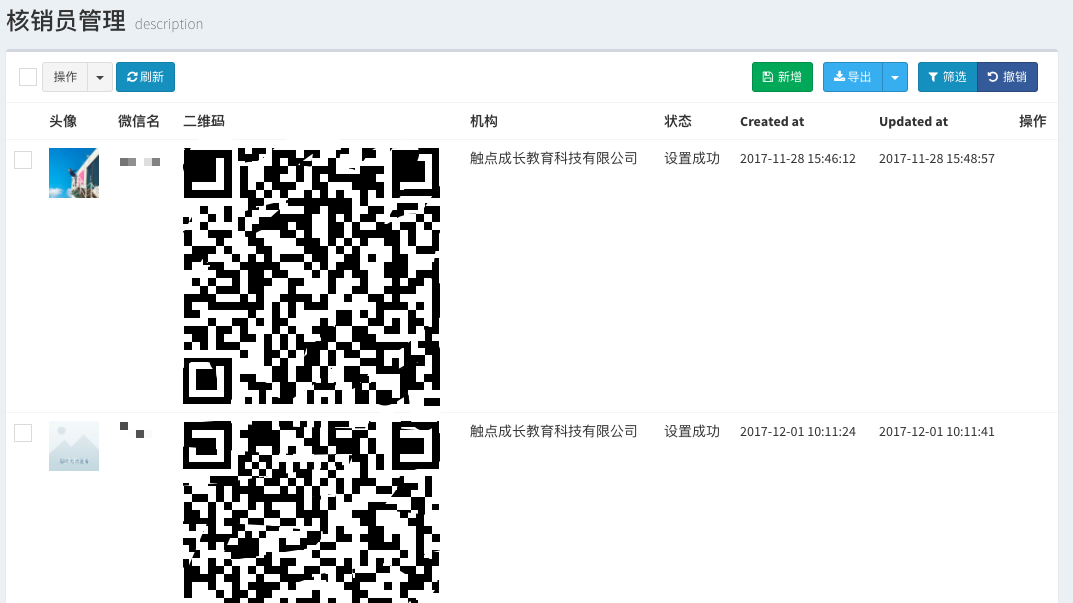 核销员管理 description
操作 刷新 新增 导出 筛选 撤销
头像 微信名 二维码 机构 状态 Created at Updated at 操作
触点成长教育科技有限公司 设置成功 2017-11-28 15:46:12 2017-11-28 15:48:57
触点成长教育科技有限公司 设置成功 2017-12-01 10:11:24 2017-12-01 10:11:41